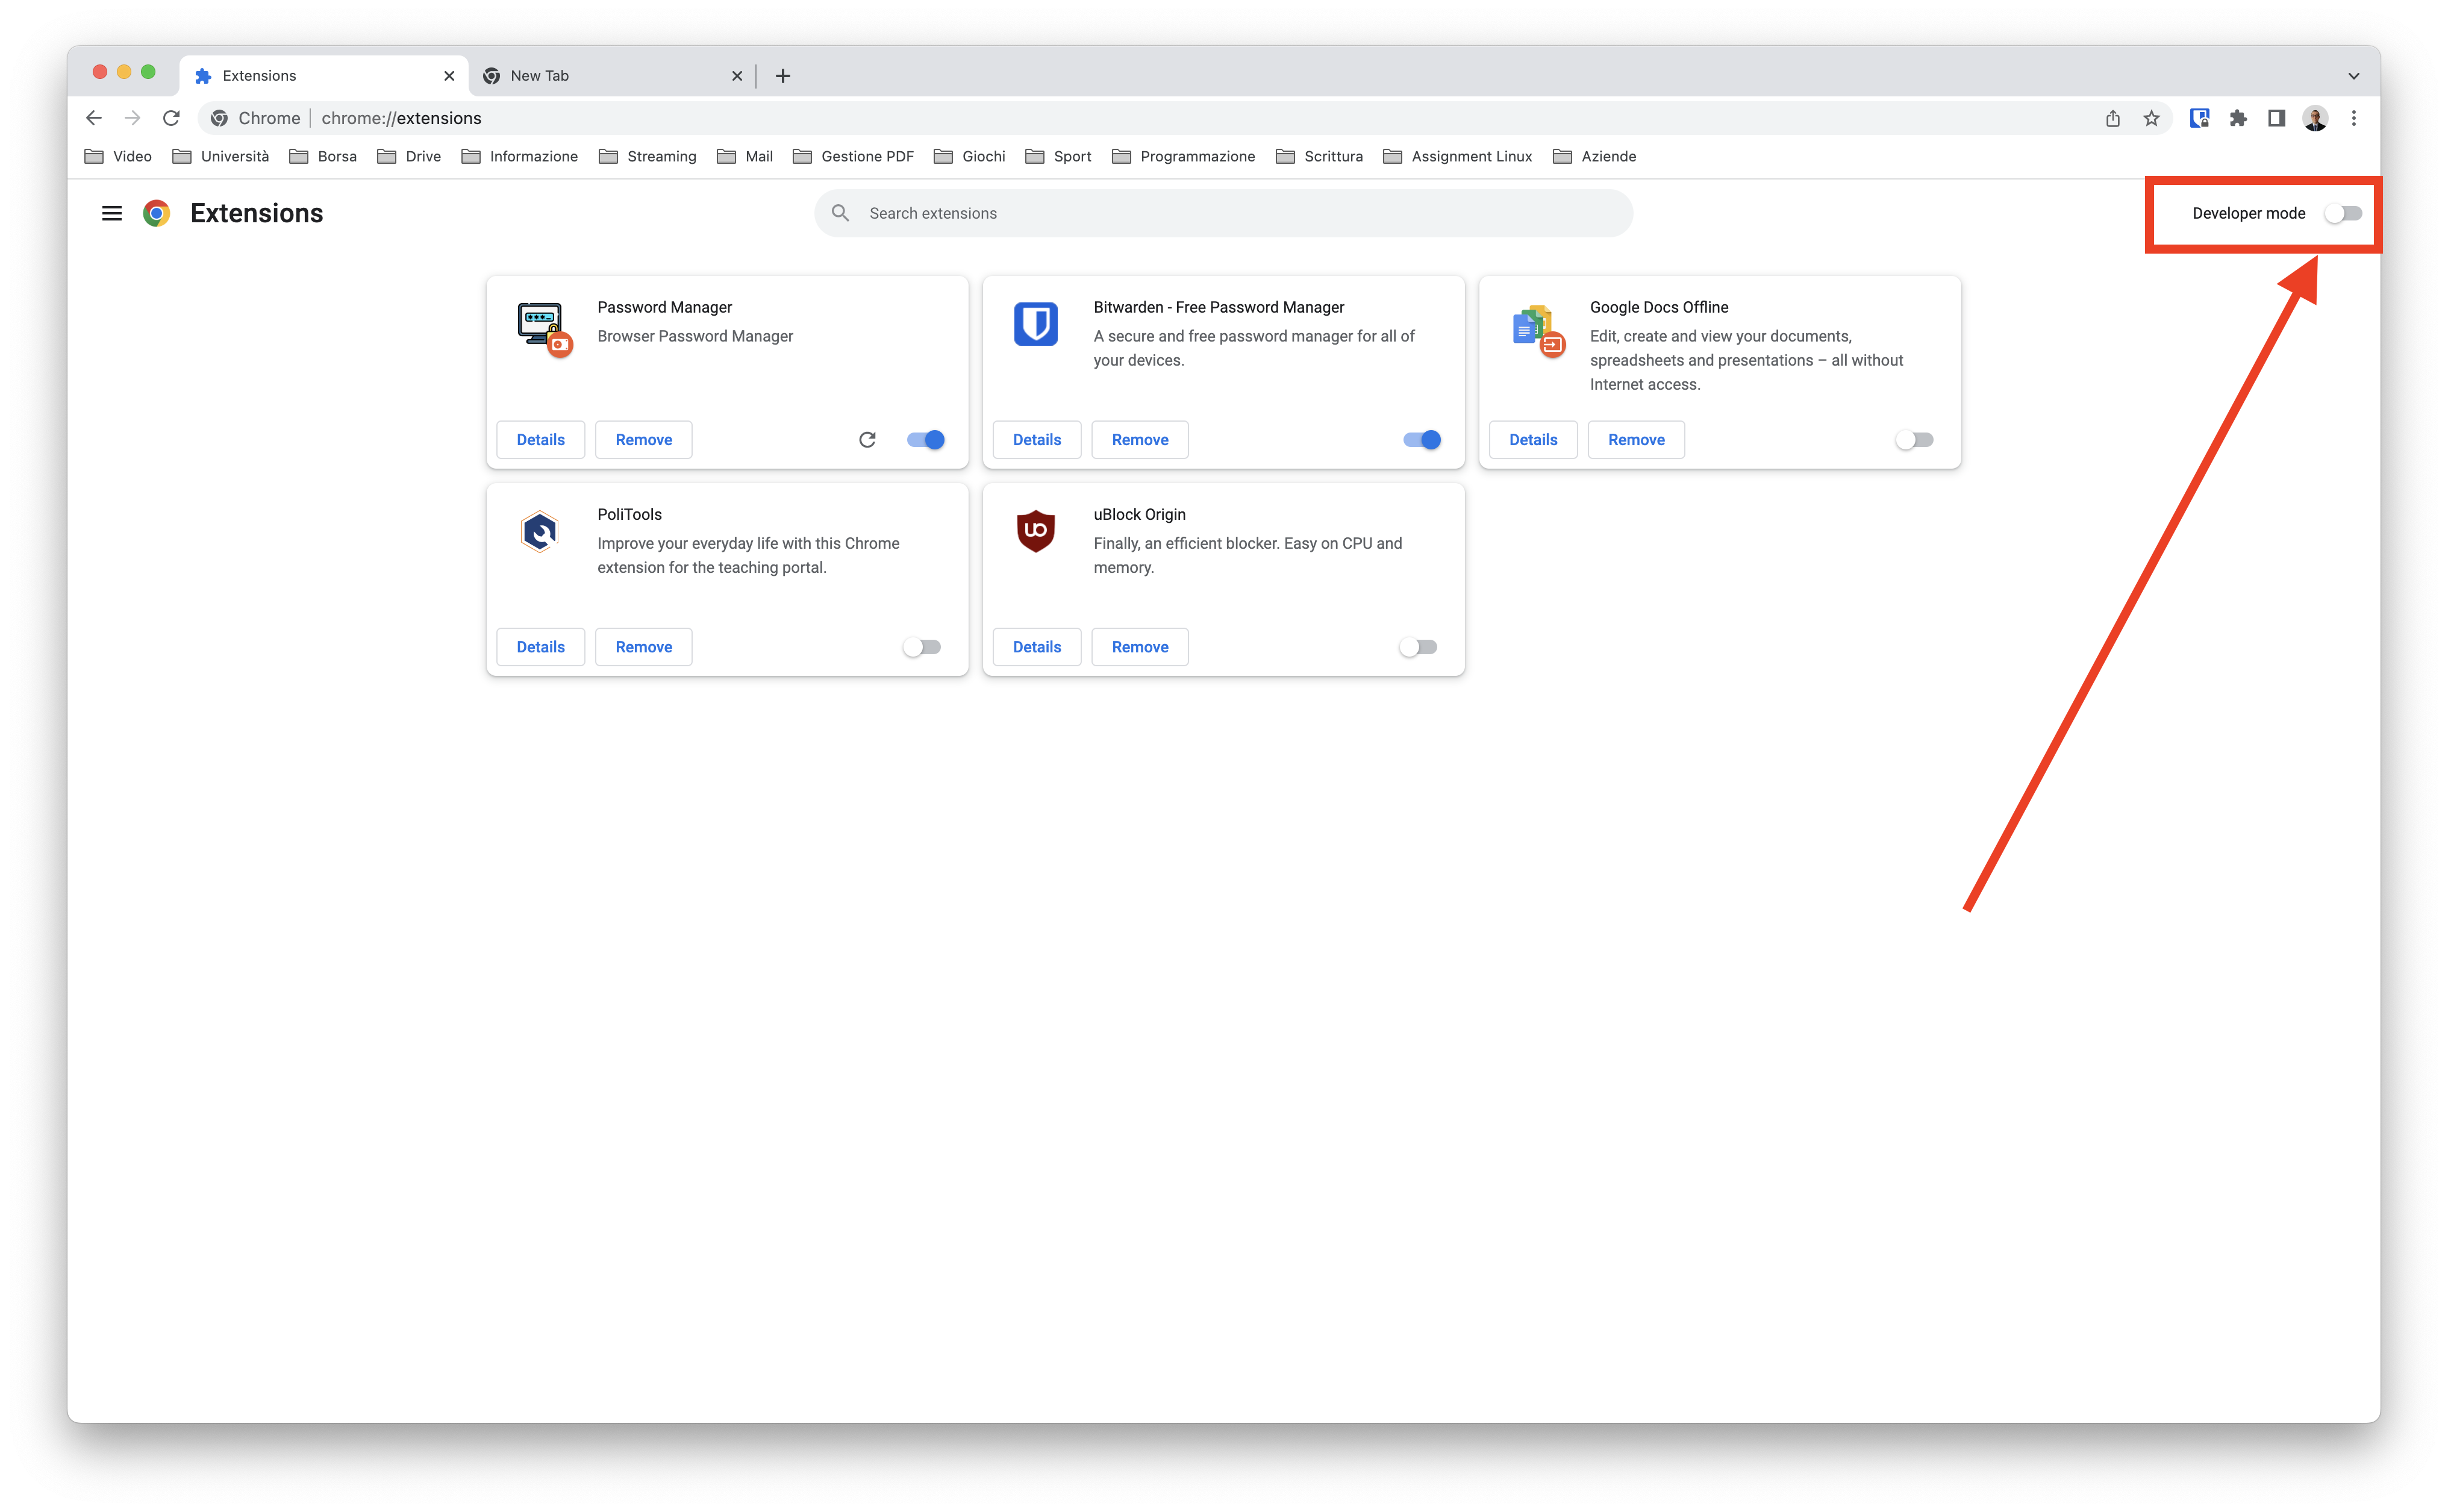 Extensions
New Tab
Chrome | chrome://extensions
Video Università Borsa Drive Informazione Streaming Mail Gestione PDF Giochi Sport Programmazione Scrittura Assignment Linux Aziende
Extensions
Search extensions
Developer mode
Password Manager
Browser Password Manager
Details Remove
Bitwarden - Free Password Manager
A secure and free password manager for all of
your devices.
Details Remove
Google Docs Offline
Edit, create and view your documents,
spreadsheets and presentations – all without
Internet access.
Details Remove
PoliTools
Improve your everyday life with this Chrome
extension for the teaching portal.
Details Remove
uBlock Origin
Finally, an efficient blocker. Easy on CPU and
memory.
Details Remove